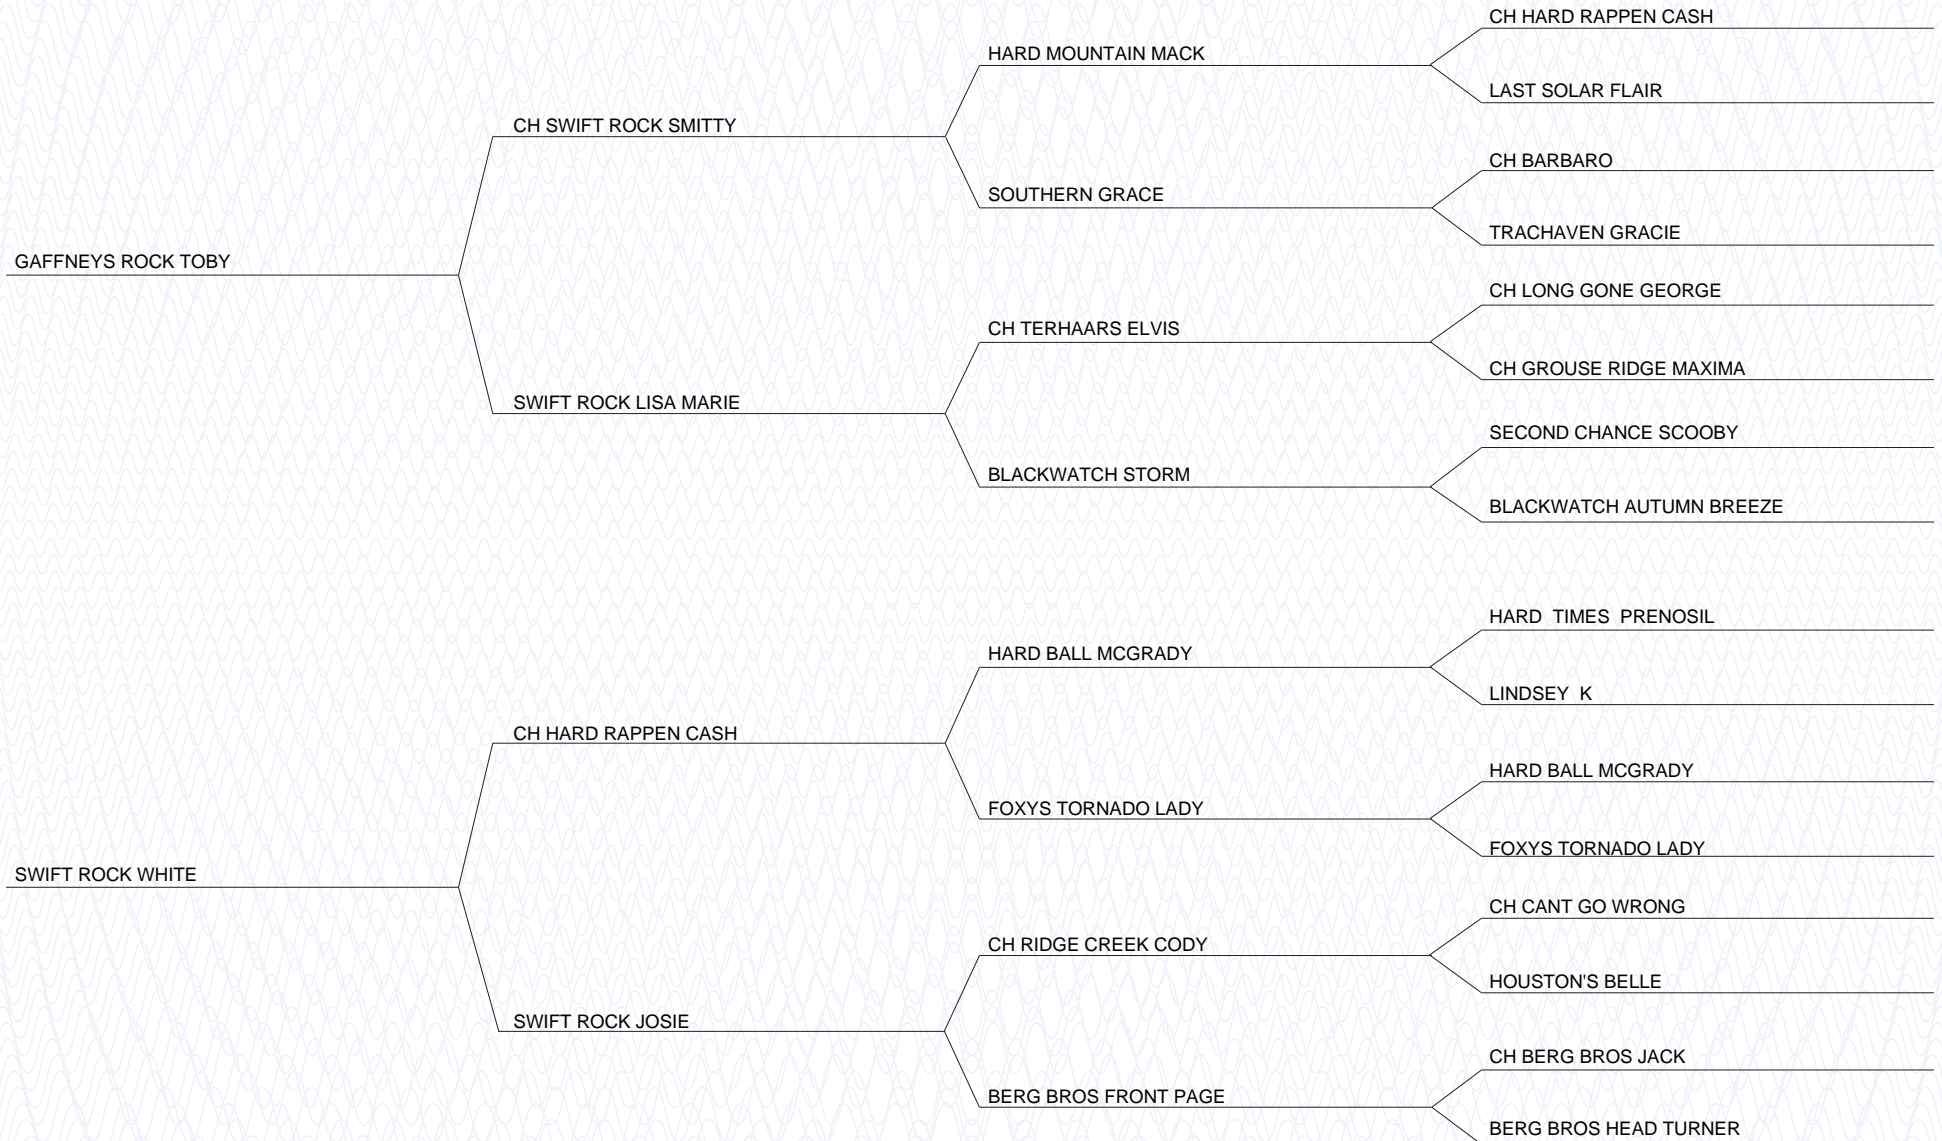 CH HARD RAPPEN CASH
HARD MOUNTAIN MACK
LAST SOLAR FLAIR
CH SWIFT ROCK SMITTY
CH BARBARO
SOUTHERN GRACE
TRACHAVEN GRACIE
GAFFNEYS ROCK TOBY
CH LONG GONE GEORGE
CH TERHAARS ELVIS
CH GROUSE RIDGE MAXIMA
SWIFT ROCK LISA MARIE
SECOND CHANCE SCOOBY
BLACKWATCH STORM
BLACKWATCH AUTUMN BREEZE
HARD  TIMES  PRENOSIL
HARD BALL MCGRADY
LINDSEY  K
CH HARD RAPPEN CASH
HARD BALL MCGRADY
FOXYS TORNADO LADY
FOXYS TORNADO LADY
SWIFT ROCK WHITE
CH CANT GO WRONG
CH RIDGE CREEK CODY
HOUSTON'S BELLE
SWIFT ROCK JOSIE
CH BERG BROS JACK
BERG BROS FRONT PAGE
BERG BROS HEAD TURNER